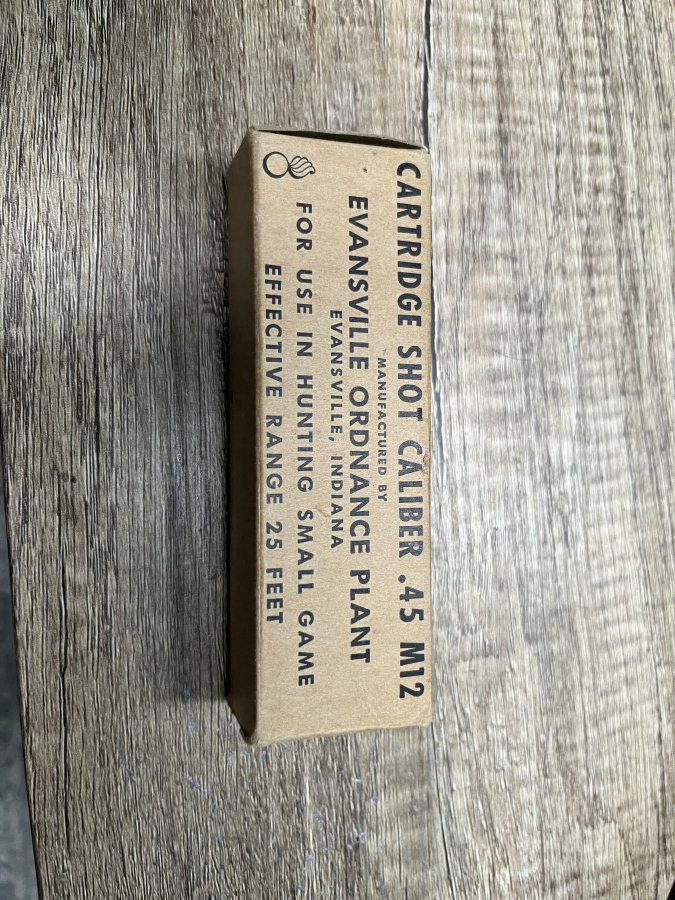 CARTRIDGE SHOT CALIBER .45 M12
MANUFACTURED BY
EVANSVILLE ORDNANCE PLANT
EVANSVILLE, INDIANA
FOR USE IN HUNTING SMALL GAME
EFFECTIVE RANGE 25 FEET